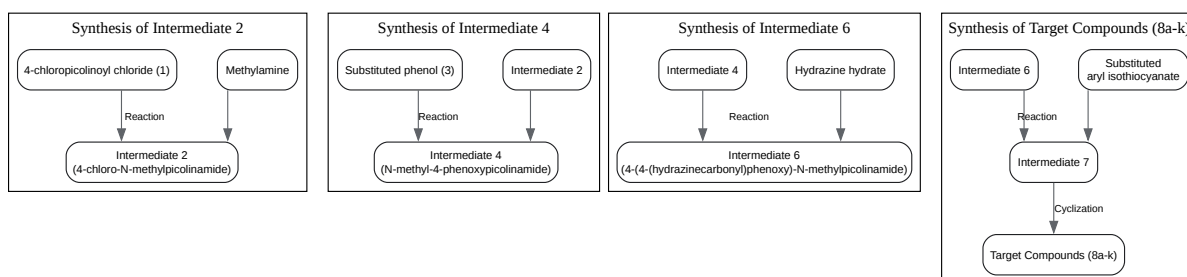 Synthesis of Intermediate 2
4-chloropicolinoyl chloride (1)
Methylamine
Reaction
Intermediate 2
(4-chloro-N-methylpicolinamide)
Synthesis of Intermediate 4
Substituted phenol (3)
Intermediate 2
Reaction
Intermediate 4
(N-methyl-4-phenoxypicolinamide)
Synthesis of Intermediate 6
Intermediate 4
Hydrazine hydrate
Reaction
Intermediate 6
(4-(4-(hydrazinecarbonyl)phenoxy)-N-methylpicolinamide)
Synthesis of Target Compounds (8a-k)
Intermediate 6
Substituted
aryl isothiocyanate
Reaction
Intermediate 7
Cyclization
Target Compounds (8a-k)